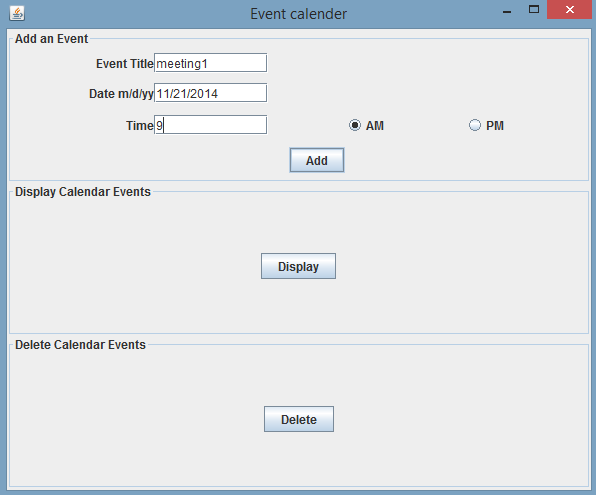 Event calender
Add an Event
Event Title meeting1
Date m/d/yy 11/21/2014
Time 9 AM PM
Add
Display Calendar Events
Display
Delete Calendar Events
Delete